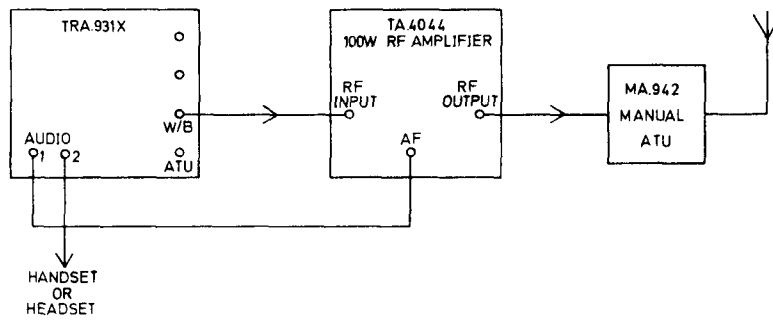 TRA.931X
W/B
AUDIO
1 2
ATU
HANDSET
OR
HEADSET
TA.4044
100W RF AMPLIFIER
RF
INPUT
RF
OUTPUT
AF
MA.942
MANUAL
ATU